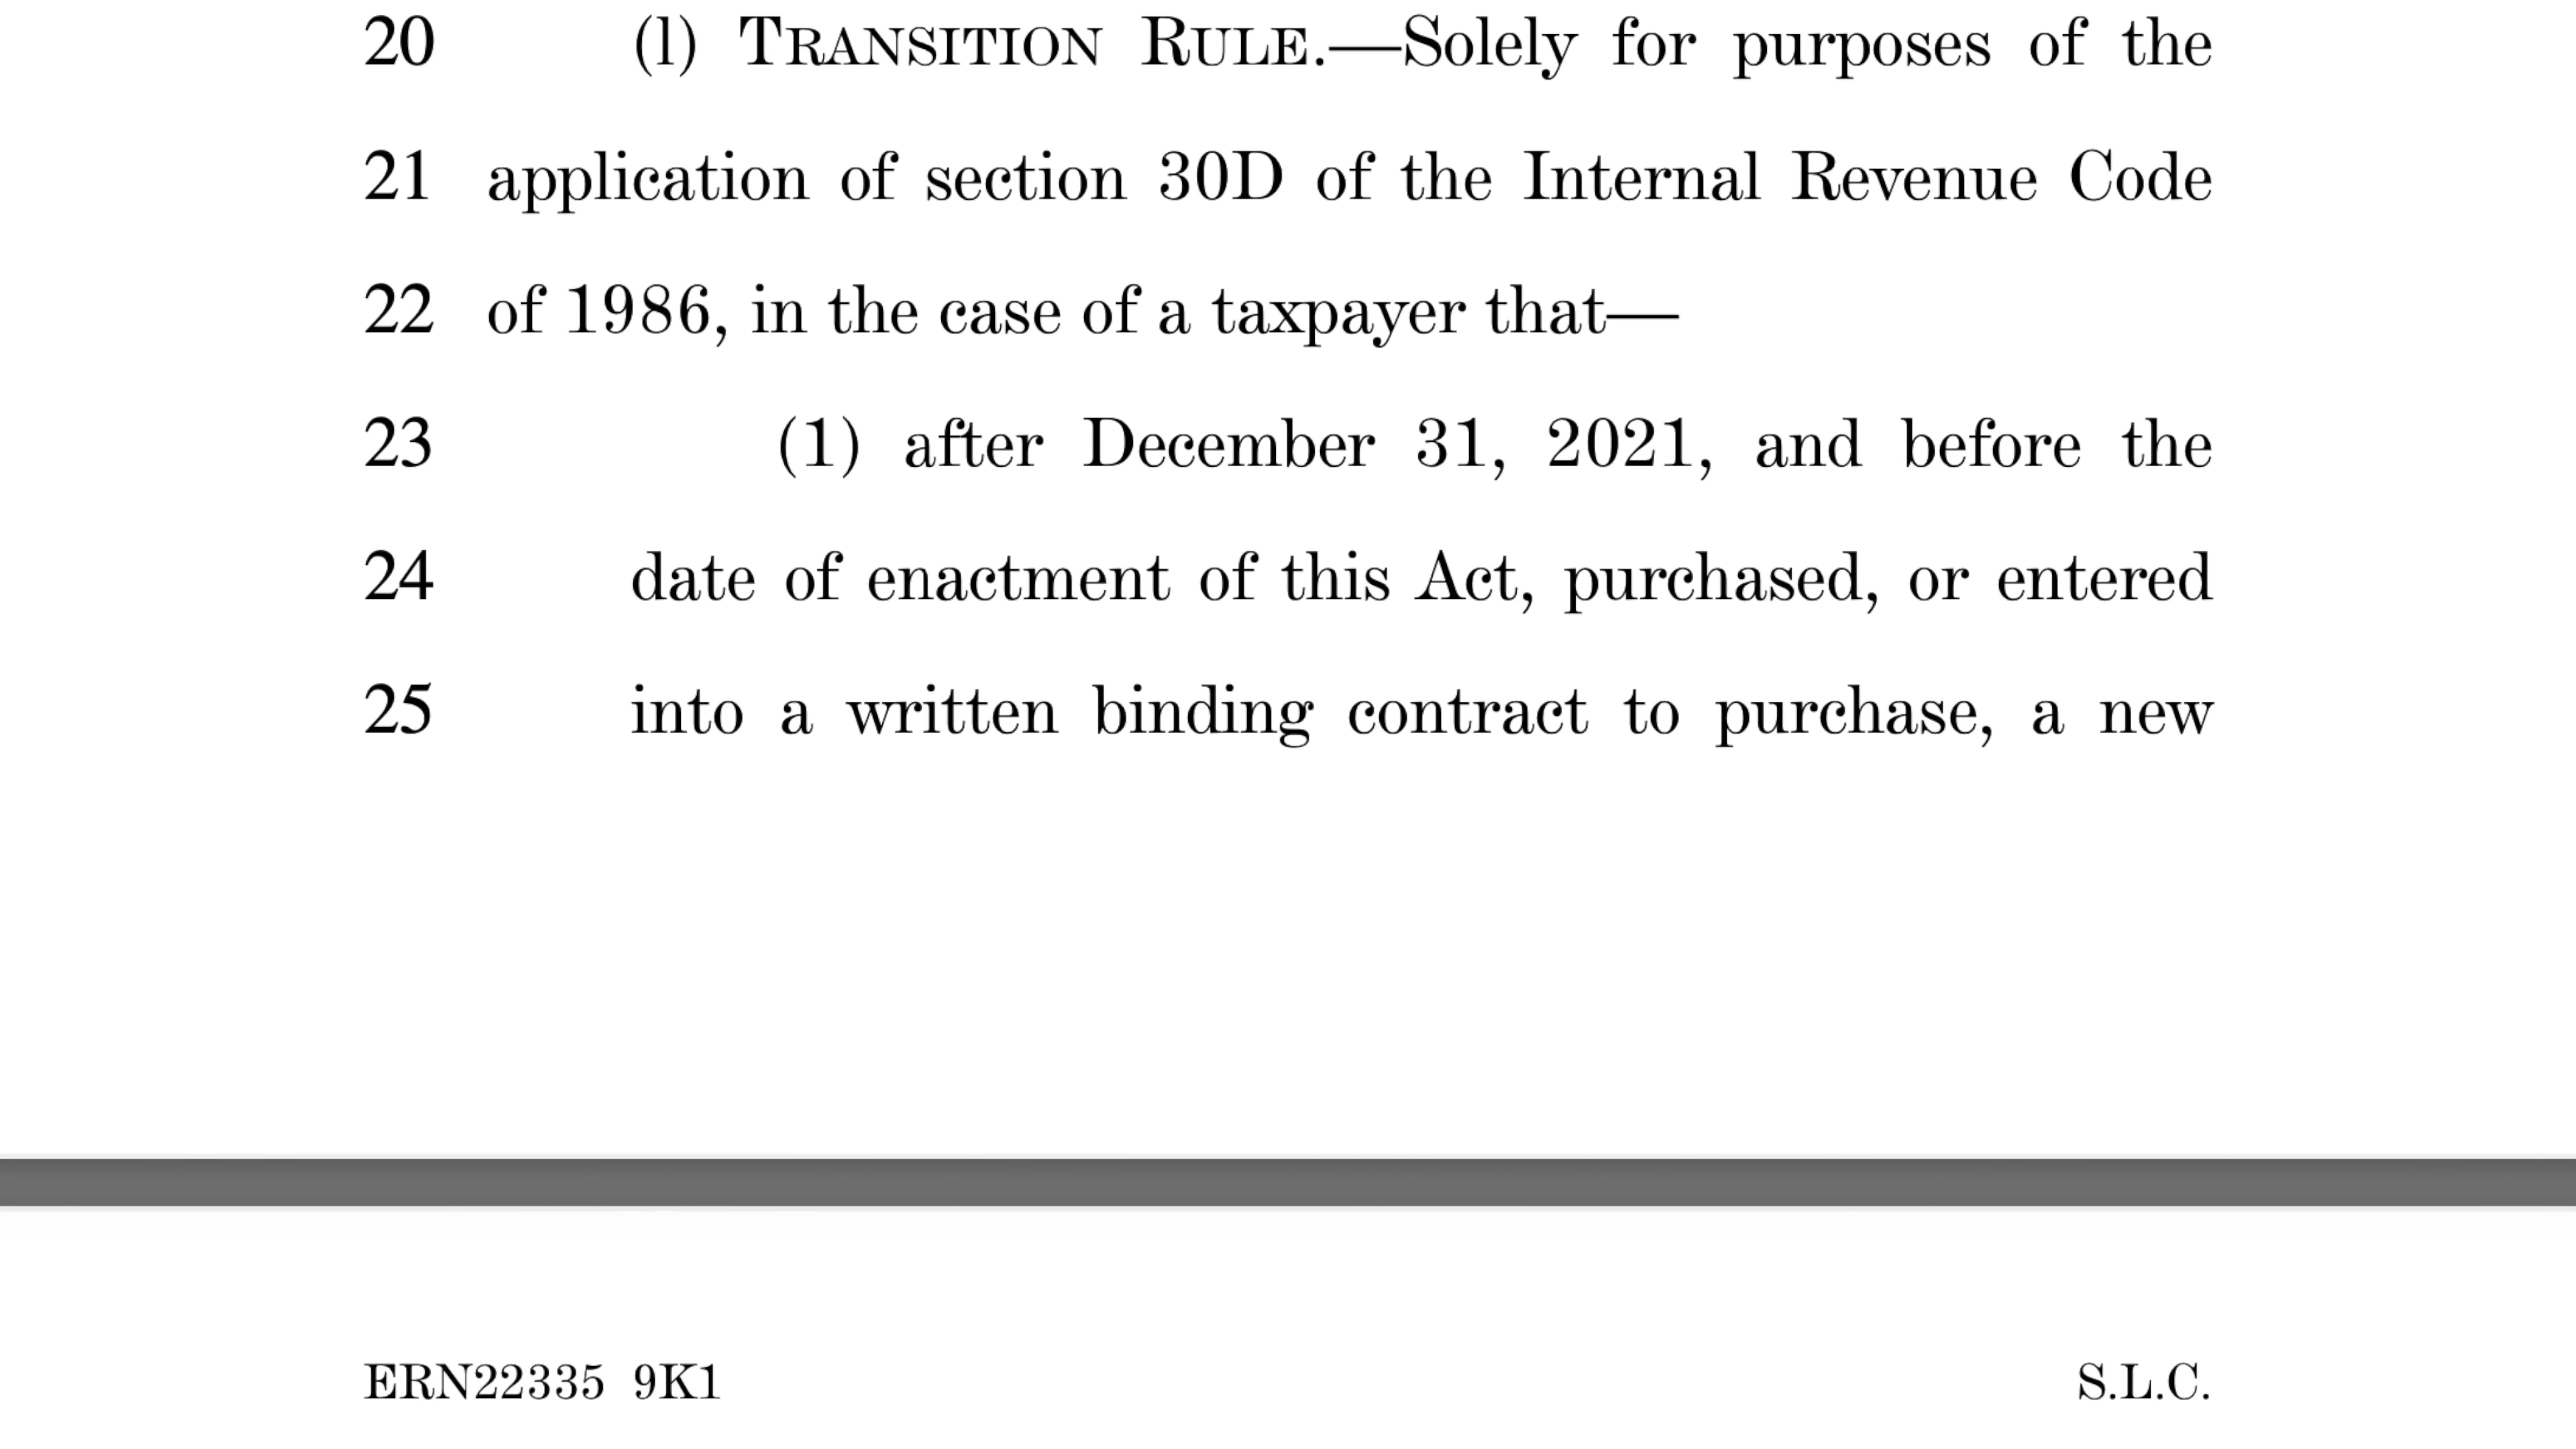 20 (l) TRANSITION RULE.—Solely for purposes of the
21 application of section 30D of the Internal Revenue Code
22 of 1986, in the case of a taxpayer that—
23 (1) after December 31, 2021, and before the
24 date of enactment of this Act, purchased, or entered
25 into a written binding contract to purchase, a new
ERN22335 9K1 S.L.C.